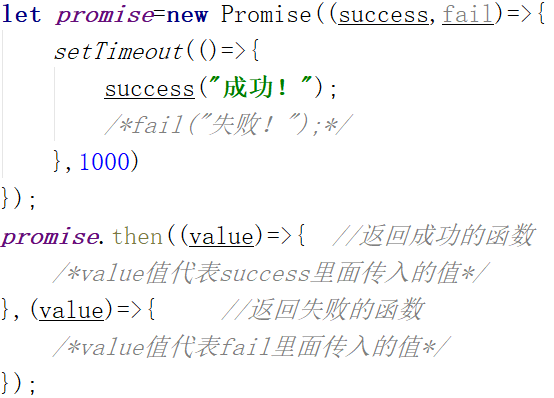 let promise=new Promise((success,fail)=>{
    setTimeout(()=>{
        success("成功！");
        /*fail("失败！");*/
    },1000)
});
promise.then((value)=>{  //返回成功的函数
    /*value值代表success里面传入的值*/
},(value)=>{     //返回失败的函数
    /*value值代表fail里面传入的值*/
});